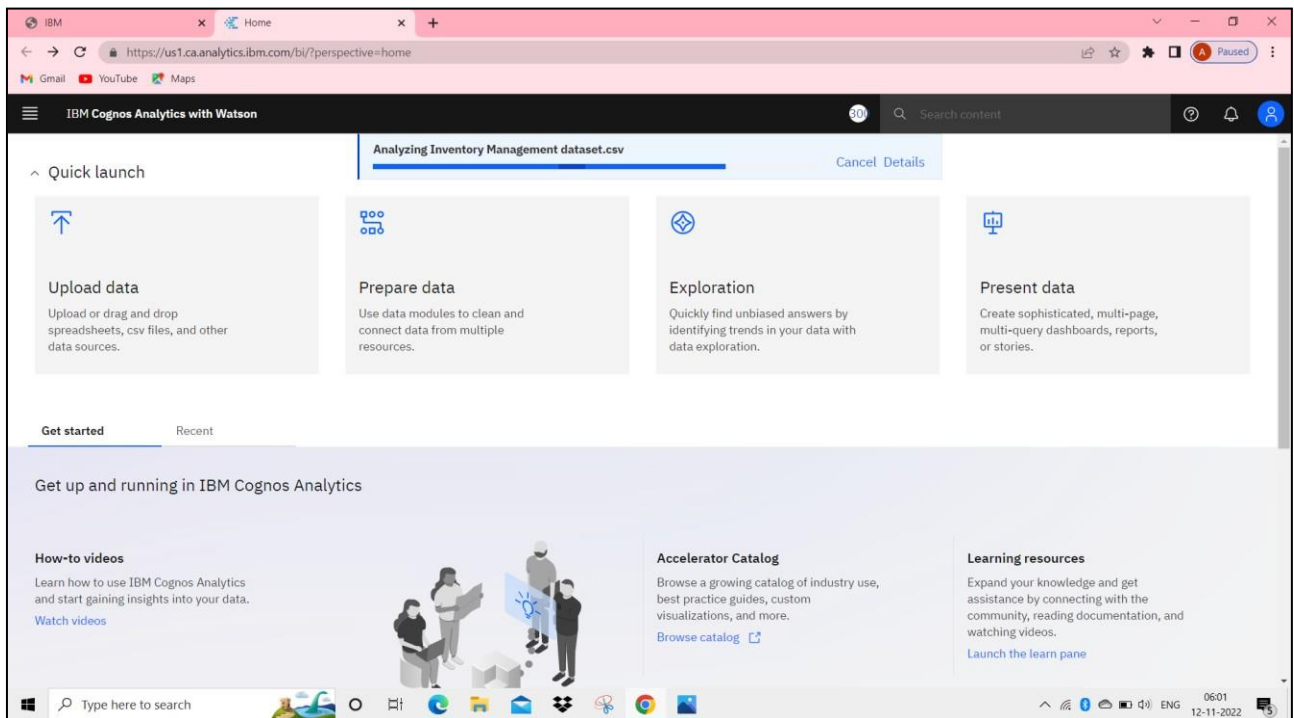 IBM
Home
https://us1.ca.analytics.ibm.com/bi/?perspective=home
A Paused
Gmail YouTube Maps
IBM Cognos Analytics with Watson
Search content
Analyzing Inventory Management dataset.csv
Cancel Details
Quick launch
Upload data
Upload or drag and drop
spreadsheets, csv files, and other
data sources.
Prepare data
Use data modules to clean and
connect data from multiple
resources.
Exploration
Quickly find unbiased answers by
identifying trends in your data with
data exploration.
Present data
Create sophisticated, multi-page,
multi-query dashboards, reports,
or stories.
Get started Recent
Get up and running in IBM Cognos Analytics
How-to videos
Learn how to use IBM Cognos Analytics
and start gaining insights into your data.
Watch videos
Accelerator Catalog
Browse a growing catalog of industry use,
best practice guides, custom
visualizations, and more.
Browse catalog
Learning resources
Expand your knowledge and get
assistance by connecting with the
community, reading documentation, and
watching videos.
Launch the learn pane
Type here to search
ENG
06:01
12-11-2022
5